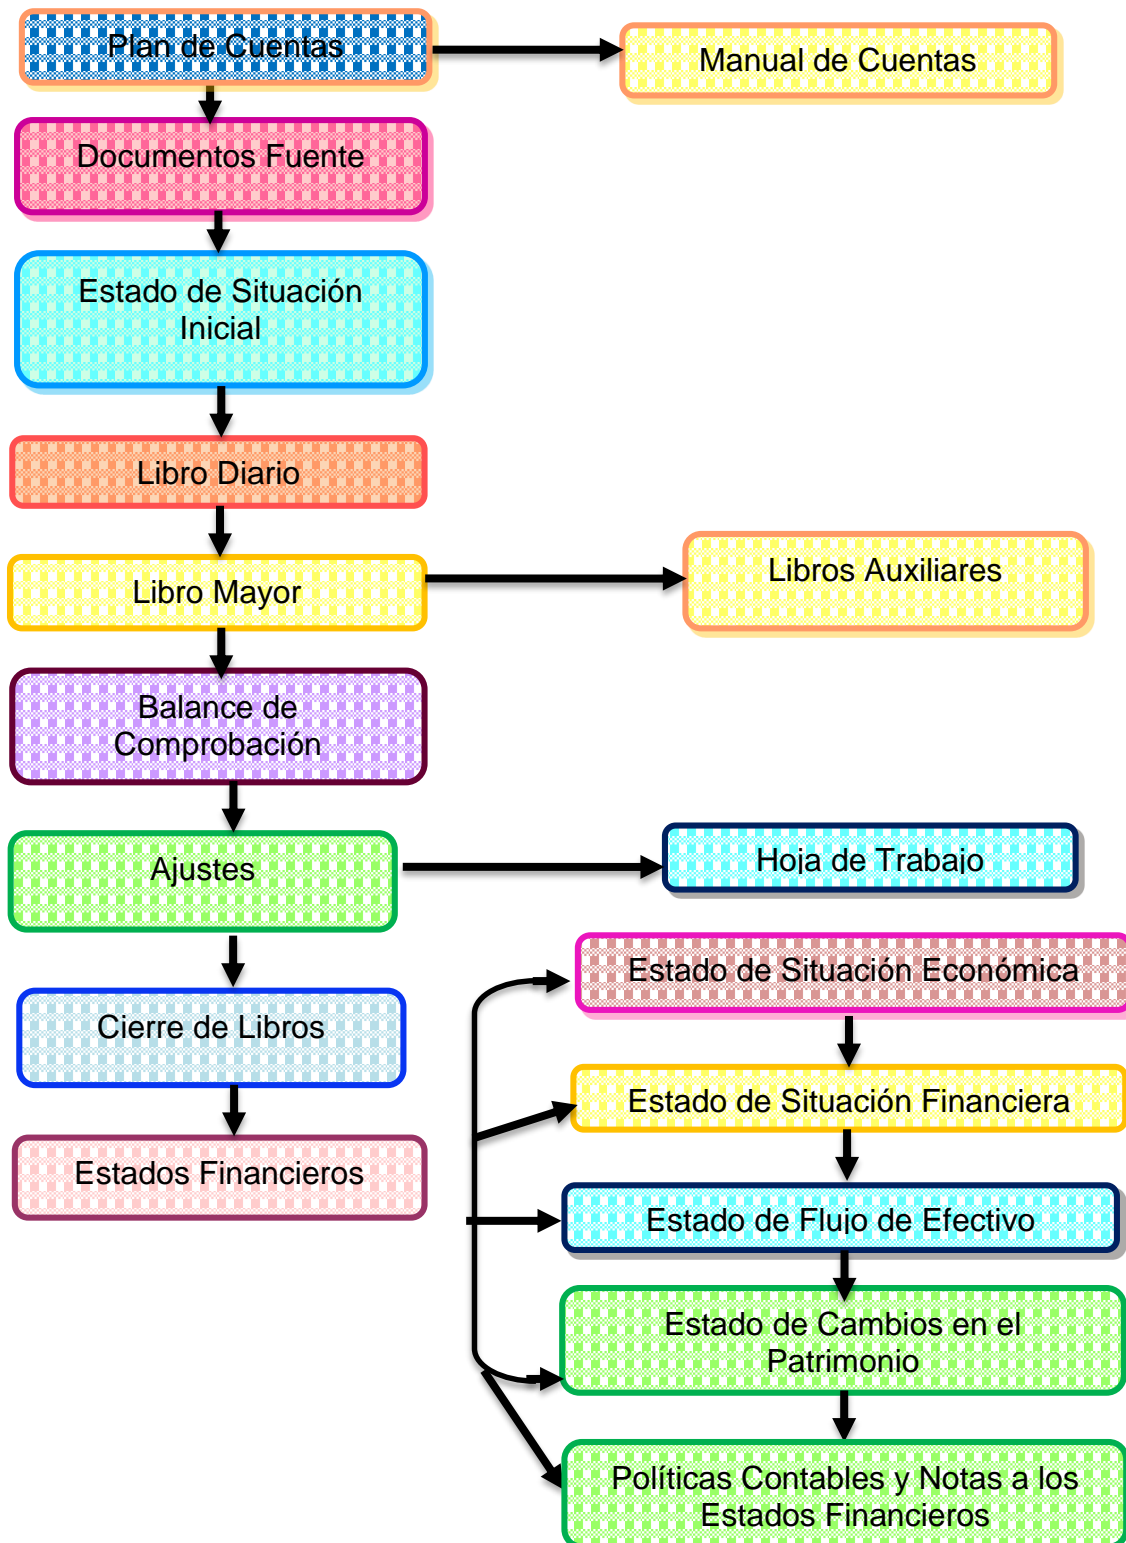 Plan de Cuentas
Manual de Cuentas
Documentos Fuente
Estado de Situación
Inicial
Libro Diario
Libro Mayor
Libros Auxiliares
Balance de
Comprobación
Ajustes
Hoja de Trabajo
Cierre de Libros
Estados Financieros
Estado de Situación Económica
Estado de Situación Financiera
Estado de Flujo de Efectivo
Estado de Cambios en el
Patrimonio
Políticas Contables y Notas a los
Estados Financieros